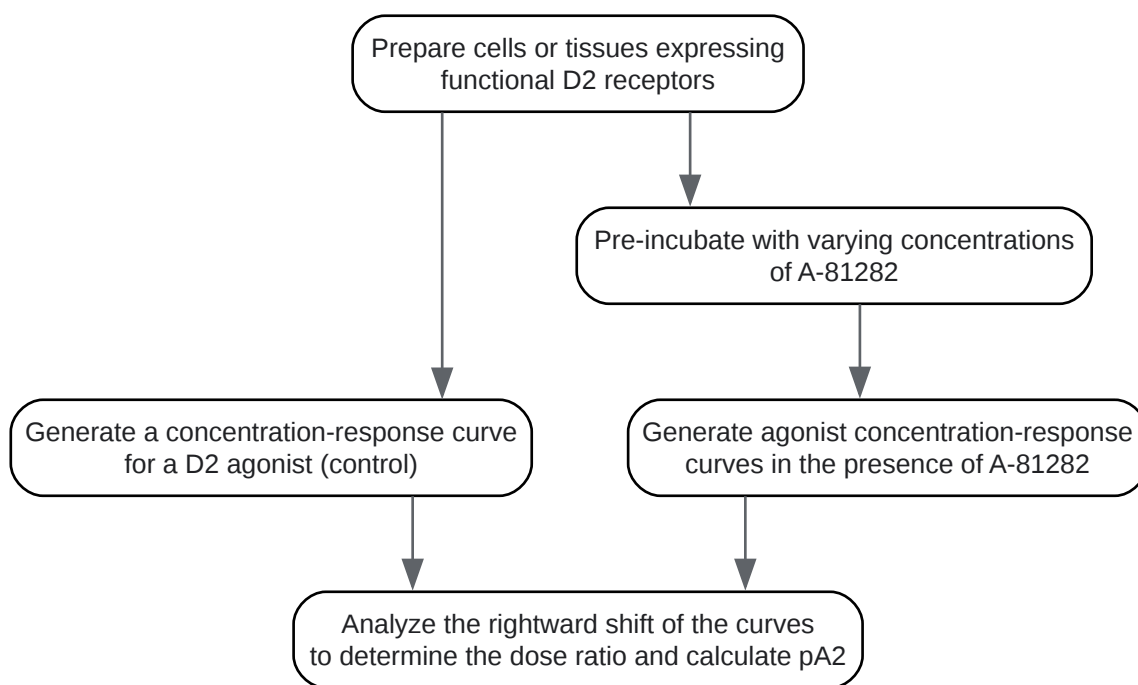 Prepare cells or tissues expressing
functional D2 receptors
Pre-incubate with varying concentrations
of A-81282
Generate a concentration-response curve
for a D2 agonist (control)
Generate agonist concentration-response
curves in the presence of A-81282
Analyze the rightward shift of the curves
to determine the dose ratio and calculate pA2